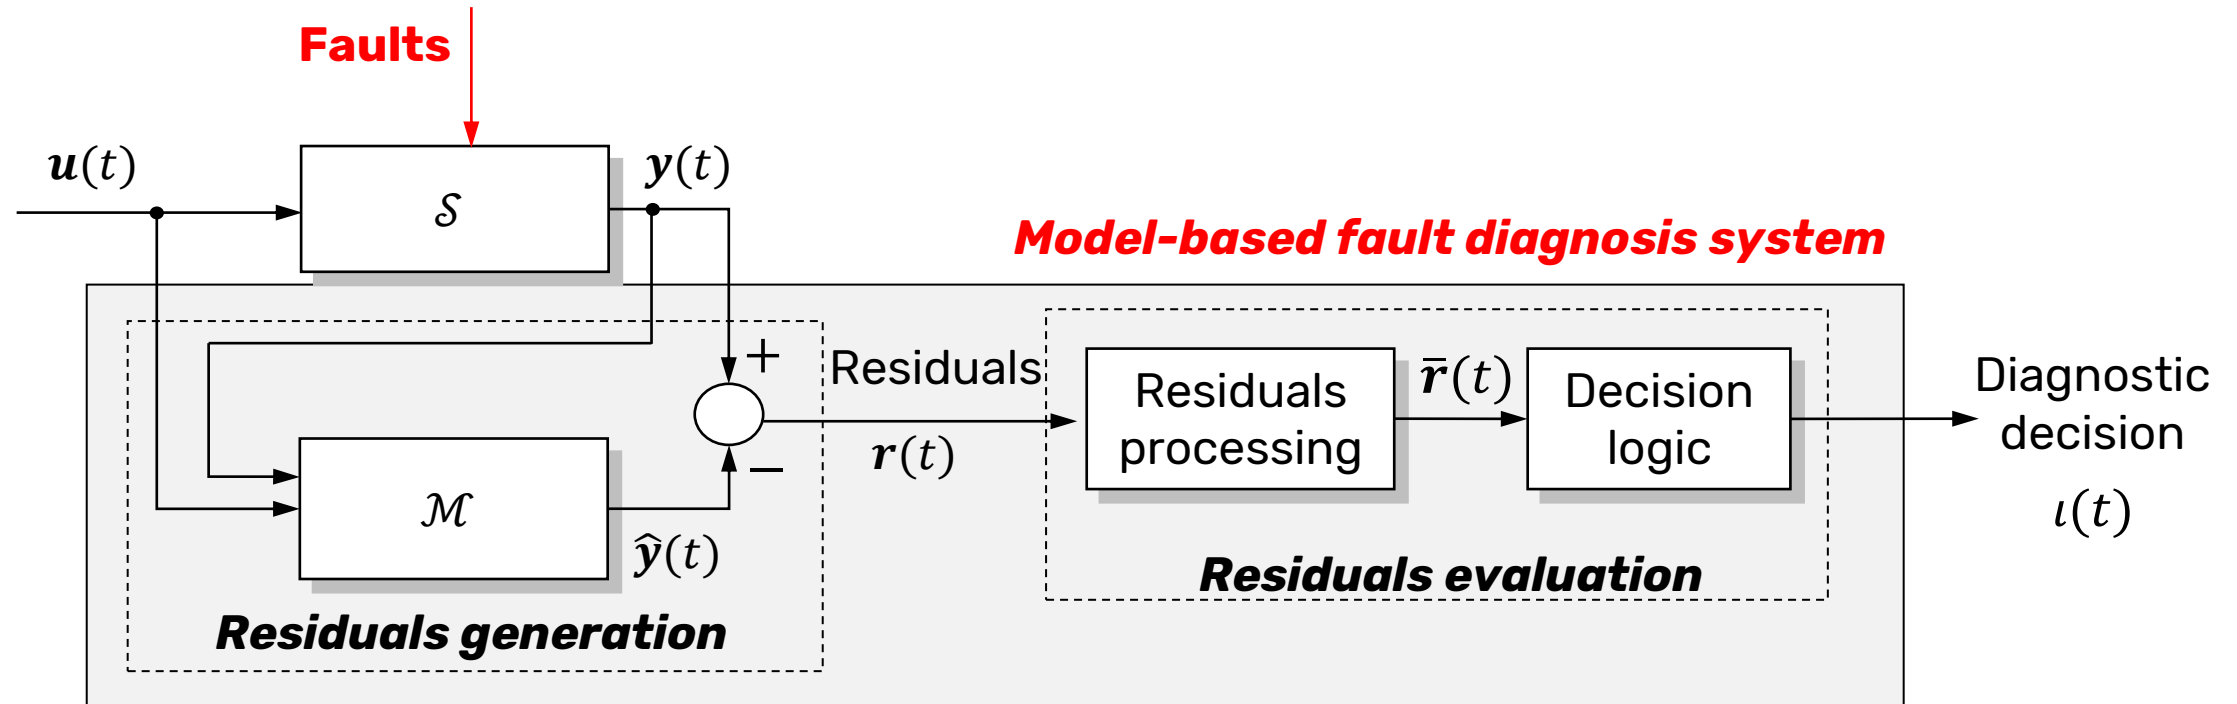 Faults
𝒖(t)
𝒮
𝒚(t)
Model-based fault diagnosis system
+
Residuals
𝒓(t)
−
ℳ
𝒚̂(t)
Residuals generation
Residuals
processing
𝒓̅(t)
Decision
logic
Residuals evaluation
Diagnostic
decision
𝜄(t)